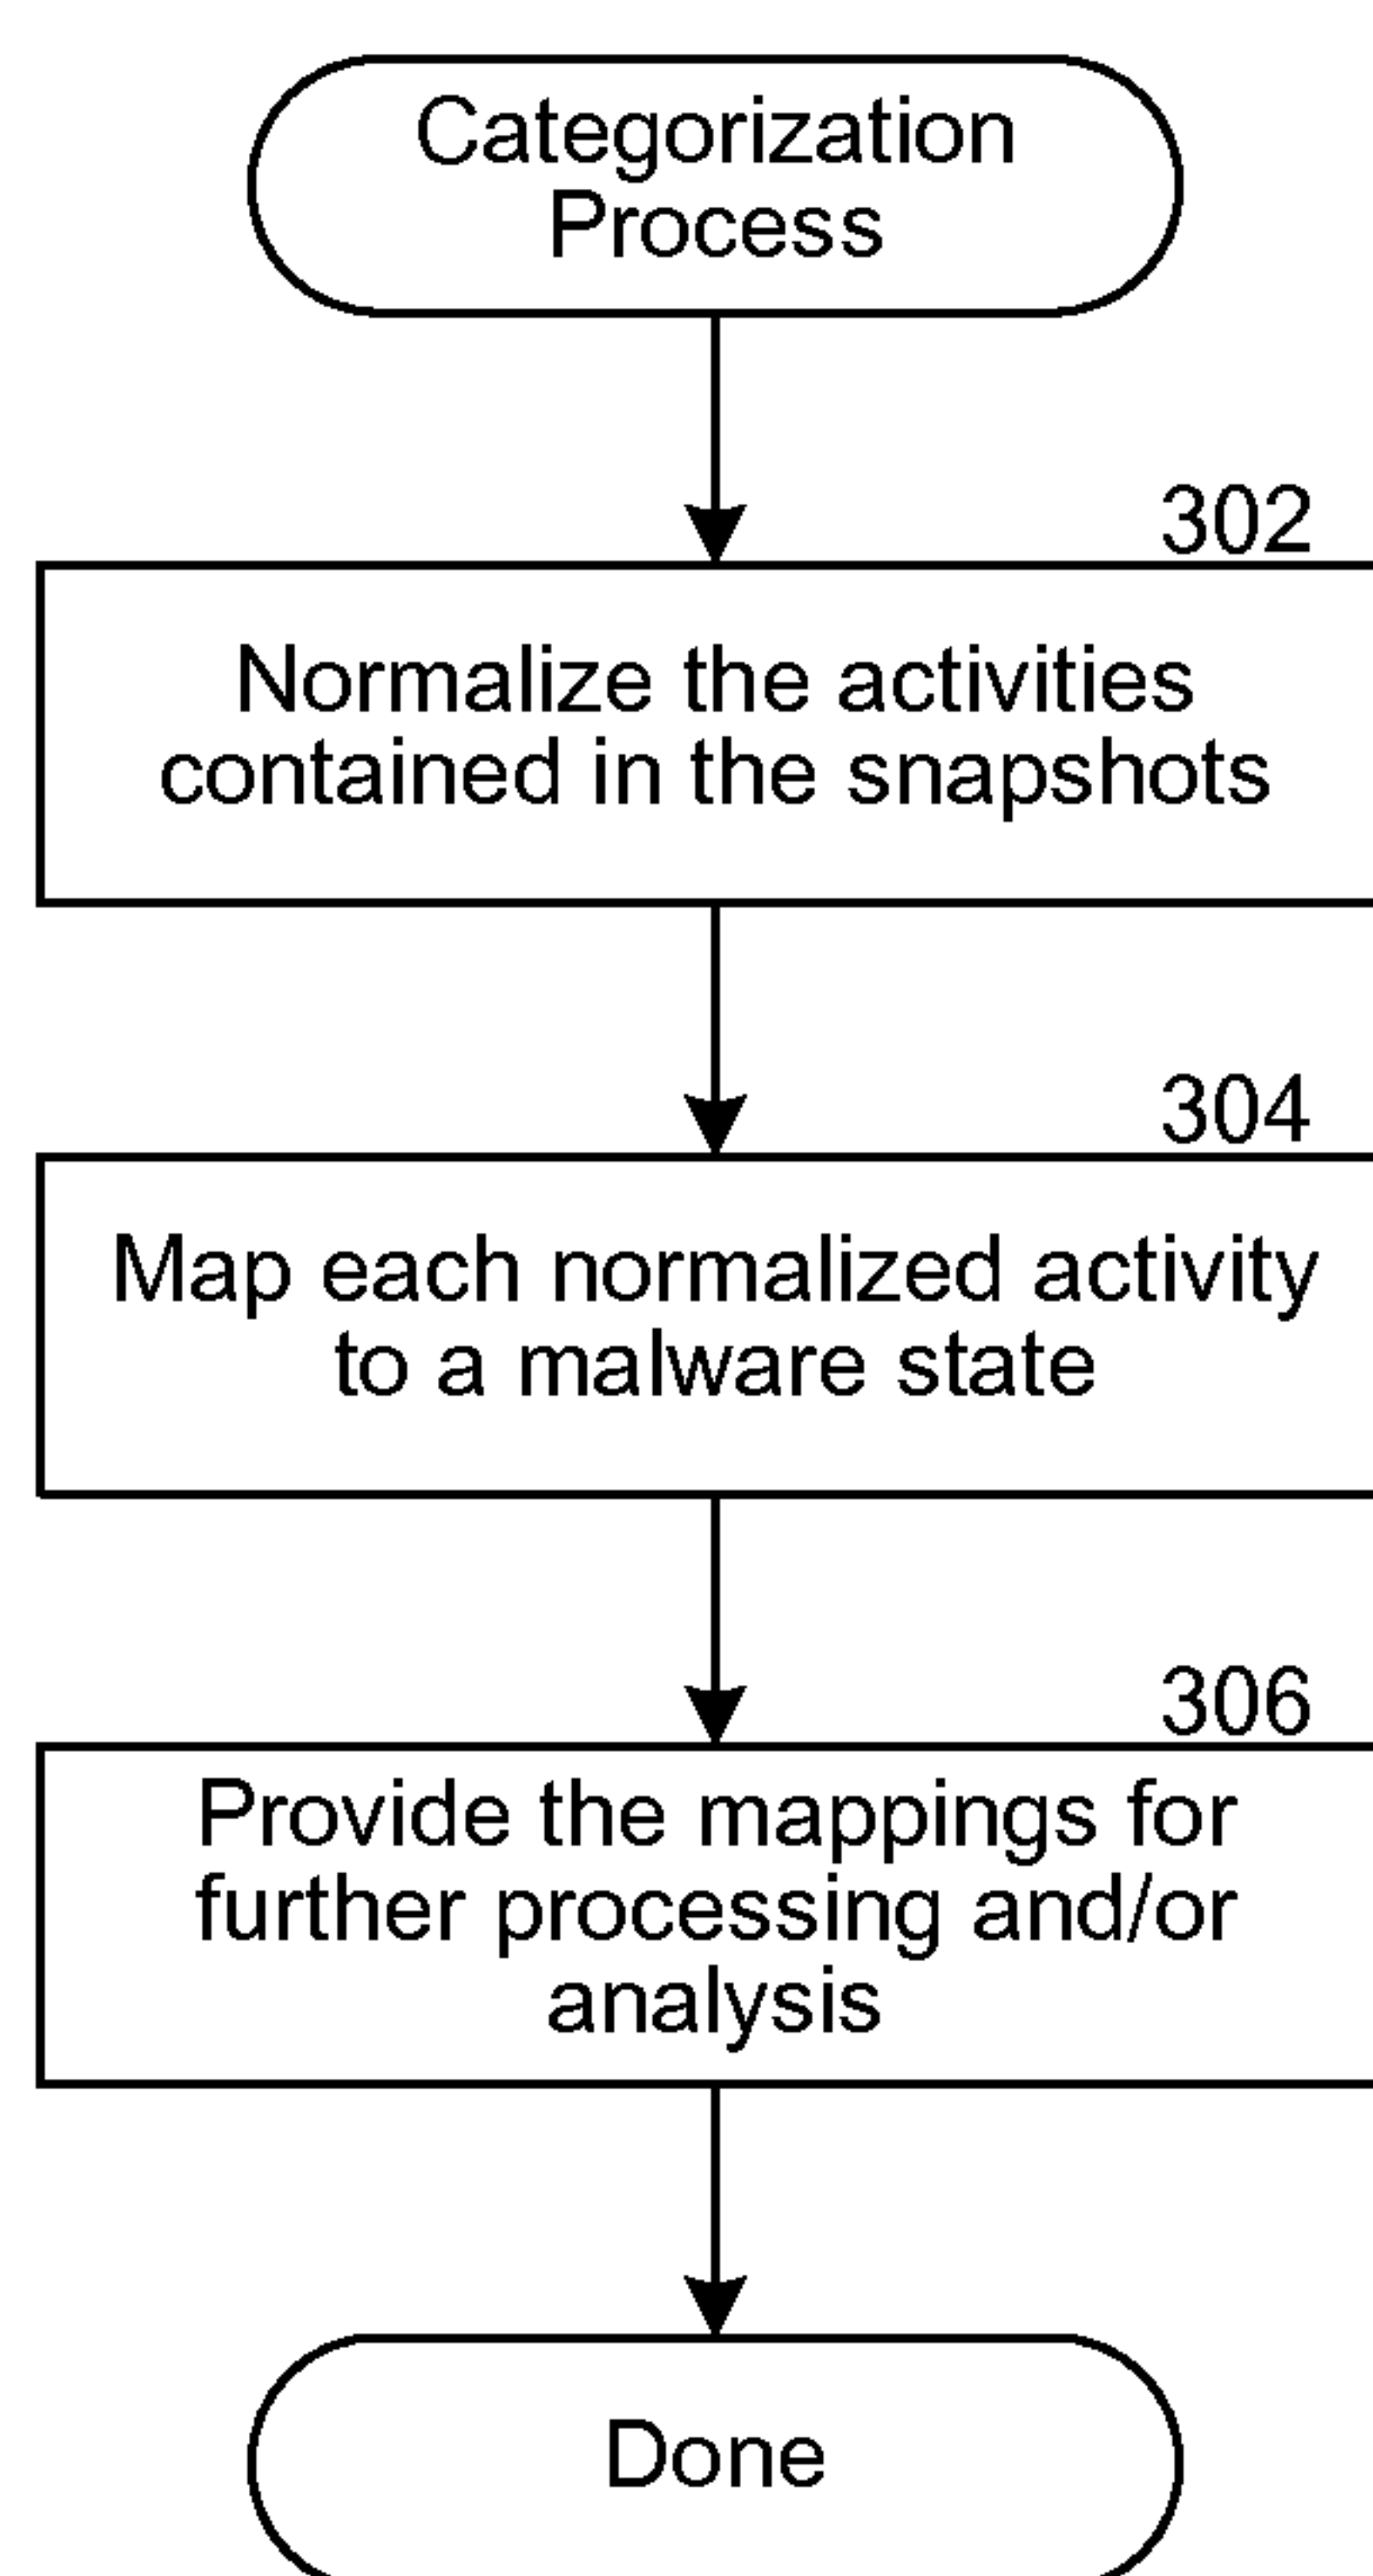 Categorization
Process
302
Normalize the activities
contained in the snapshots
304
Map each normalized activity
to a malware state
306
Provide the mappings for
further processing and/or
analysis
Done